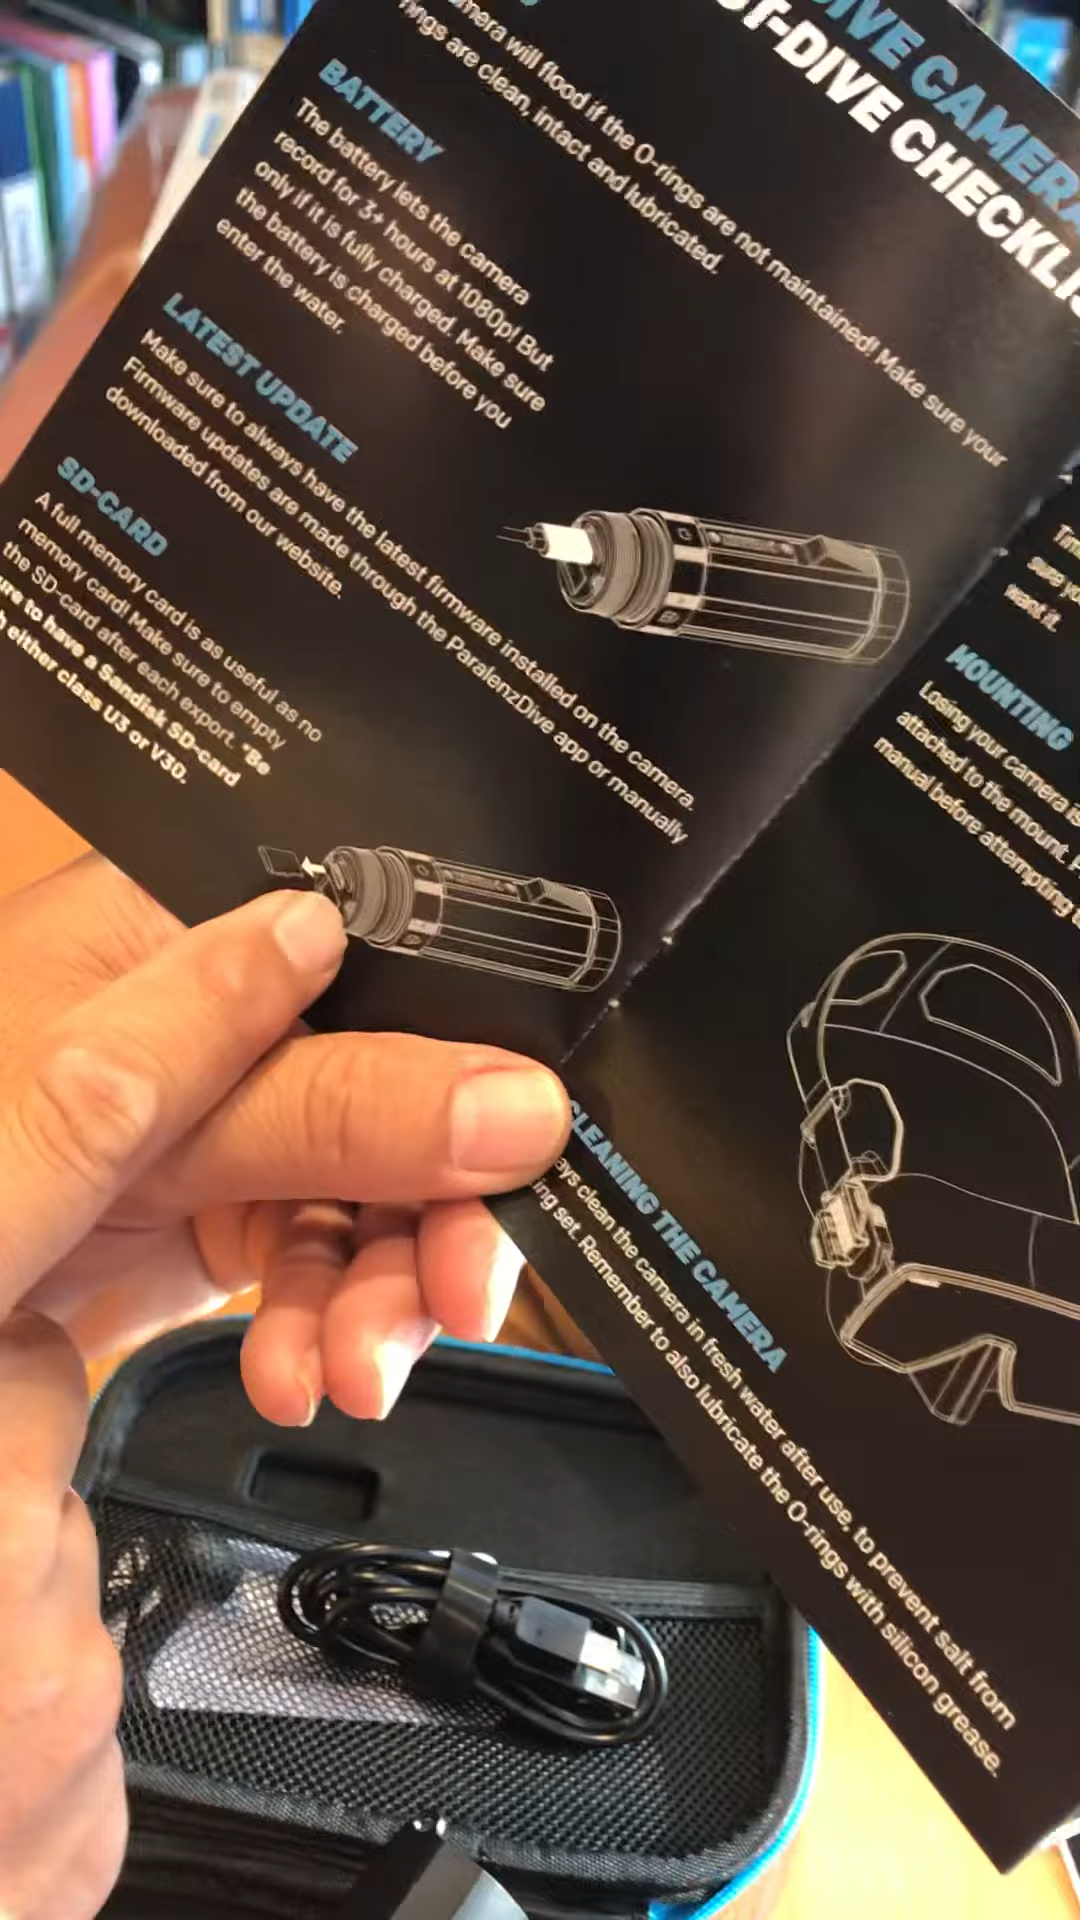 DIVE CAMERA
-DIVE CHECKLIS
will flood if the O-rings are not maintained! Make sure your
rings are clean, intact and lubricated.
BATTERY
The battery lets the camera
record for 3+ hours at 1080p! But
only if it is fully charged. Make sure
the battery is charged before you
enter the water.
LATEST UPDATE
Make sure to always have the latest firmware installed on the camera.
Firmware updates are made through the ParalenzDive app or manually
downloaded from our website.
SD-CARD
A full memory card is as useful as no
memory card! Make sure to empty
the SD-card after each export. *Be
to have a Sandisk SD-card
either class U3 or V30.
want it.
MOUNTING
Losing your camera is
attached to the mount.
manual before attempting
CLEANING THE CAMERA
clean the camera in fresh water after use, to prevent salt from
set. Remember to also lubricate the O-rings with silicon grease.